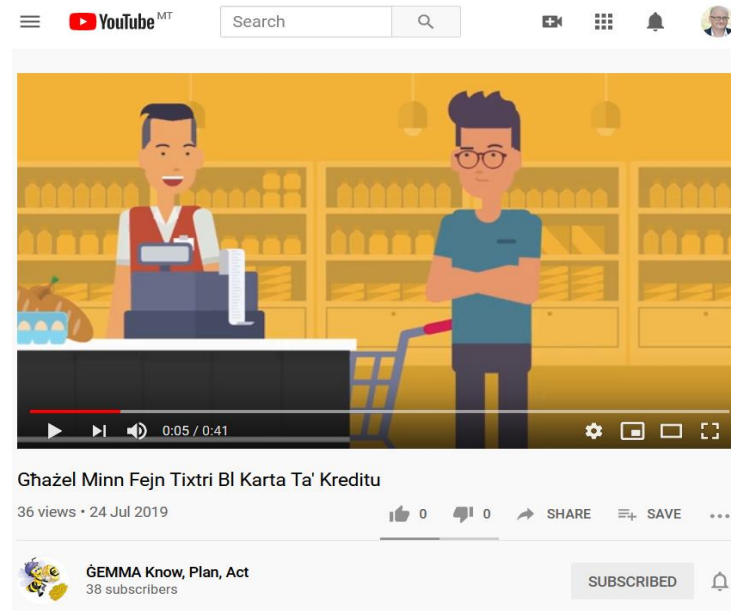 YouTube MT
Search
0:05 / 0:41
Għażel Minn Fejn Tixtri Bl Karta Ta' Kreditu
36 views • 24 Jul 2019
0 0 SHARE SAVE
ĠEMMA Know, Plan, Act
38 subscribers
SUBSCRIBED